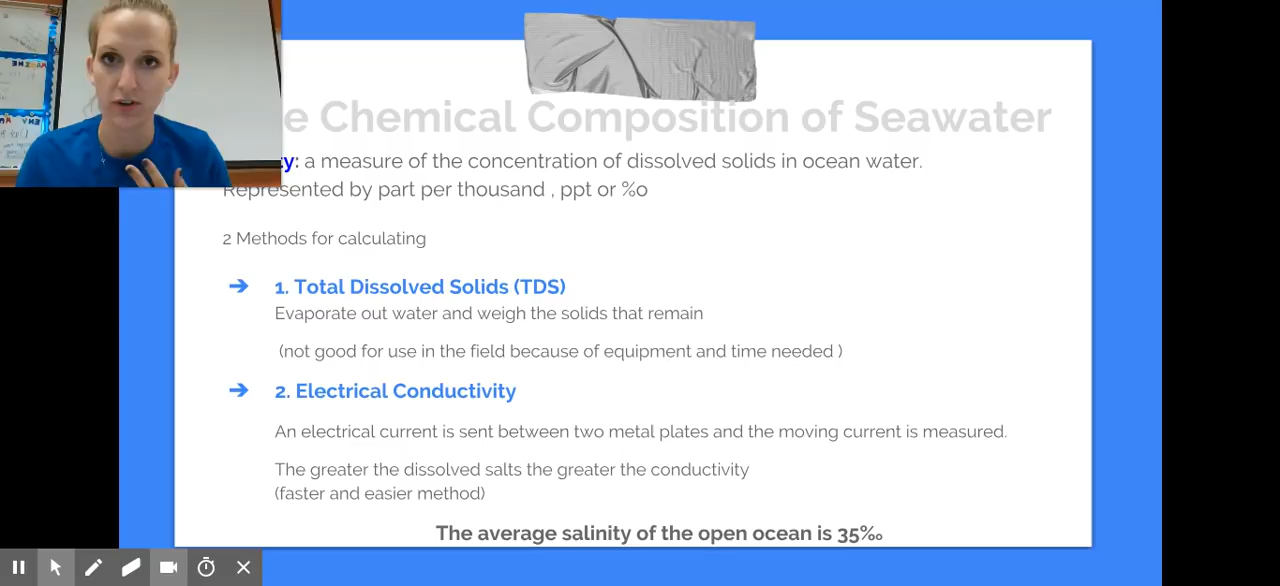 e Chemical Composition of Seawater
ty: a measure of the concentration of dissolved solids in ocean water.
Represented by part per thousand , ppt or %o
2 Methods for calculating
➔ 1. Total Dissolved Solids (TDS)
Evaporate out water and weigh the solids that remain
(not good for use in the field because of equipment and time needed )
➔ 2. Electrical Conductivity
An electrical current is sent between two metal plates and the moving current is measured.
The greater the dissolved salts the greater the conductivity
(faster and easier method)
The average salinity of the open ocean is 35‰